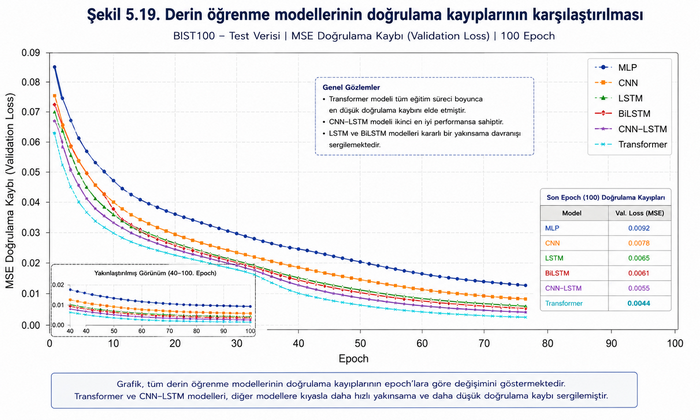 Şekil 5.19. Derin öğrenme modellerinin doğrulama kayıplarının karşılaştırılması
BIST100 – Test Verisi | MSE Doğrulama Kaybı (Validation Loss) | 100 Epoch
MSE Doğrulama Kaybı (Validation Loss)
0.09
0.08
0.07
0.06
0.05
0.04
0.03
0.02
0.01
0.00
Genel Gözlemler
• Transformer modeli tüm eğitim süreci boyunca
en düşük doğrulama kaybını elde etmiştir.
• CNN–LSTM modeli ikinci en iyi performansa sahiptir.
• LSTM ve BiLSTM modelleri kararlı bir yakınsama davranışı
sergilemektedir.
MLP
CNN
LSTM
BiLSTM
CNN–LSTM
Transformer
Son Epoch (100) Doğrulama Kayıpları
Model Val. Loss (MSE)
MLP 0.0092
CNN 0.0078
LSTM 0.0065
BiLSTM 0.0061
CNN–LSTM 0.0055
Transformer 0.0044
Yakınlaştırılmış Görünüm (40–100. Epoch)
0.02
0.01
0.00
40 40 50 60 70 80 90 100
0 10 20 30 40 50 60 70 80 90 100
Epoch
Grafik, tüm derin öğrenme modellerinin doğrulama kayıplarının epoch'lara göre değişimini göstermektedir.
Transformer ve CNN–LSTM modelleri, diğer modellere kıyasla daha hızlı yakınsama ve daha düşük doğrulama kaybı sergilemiştir.